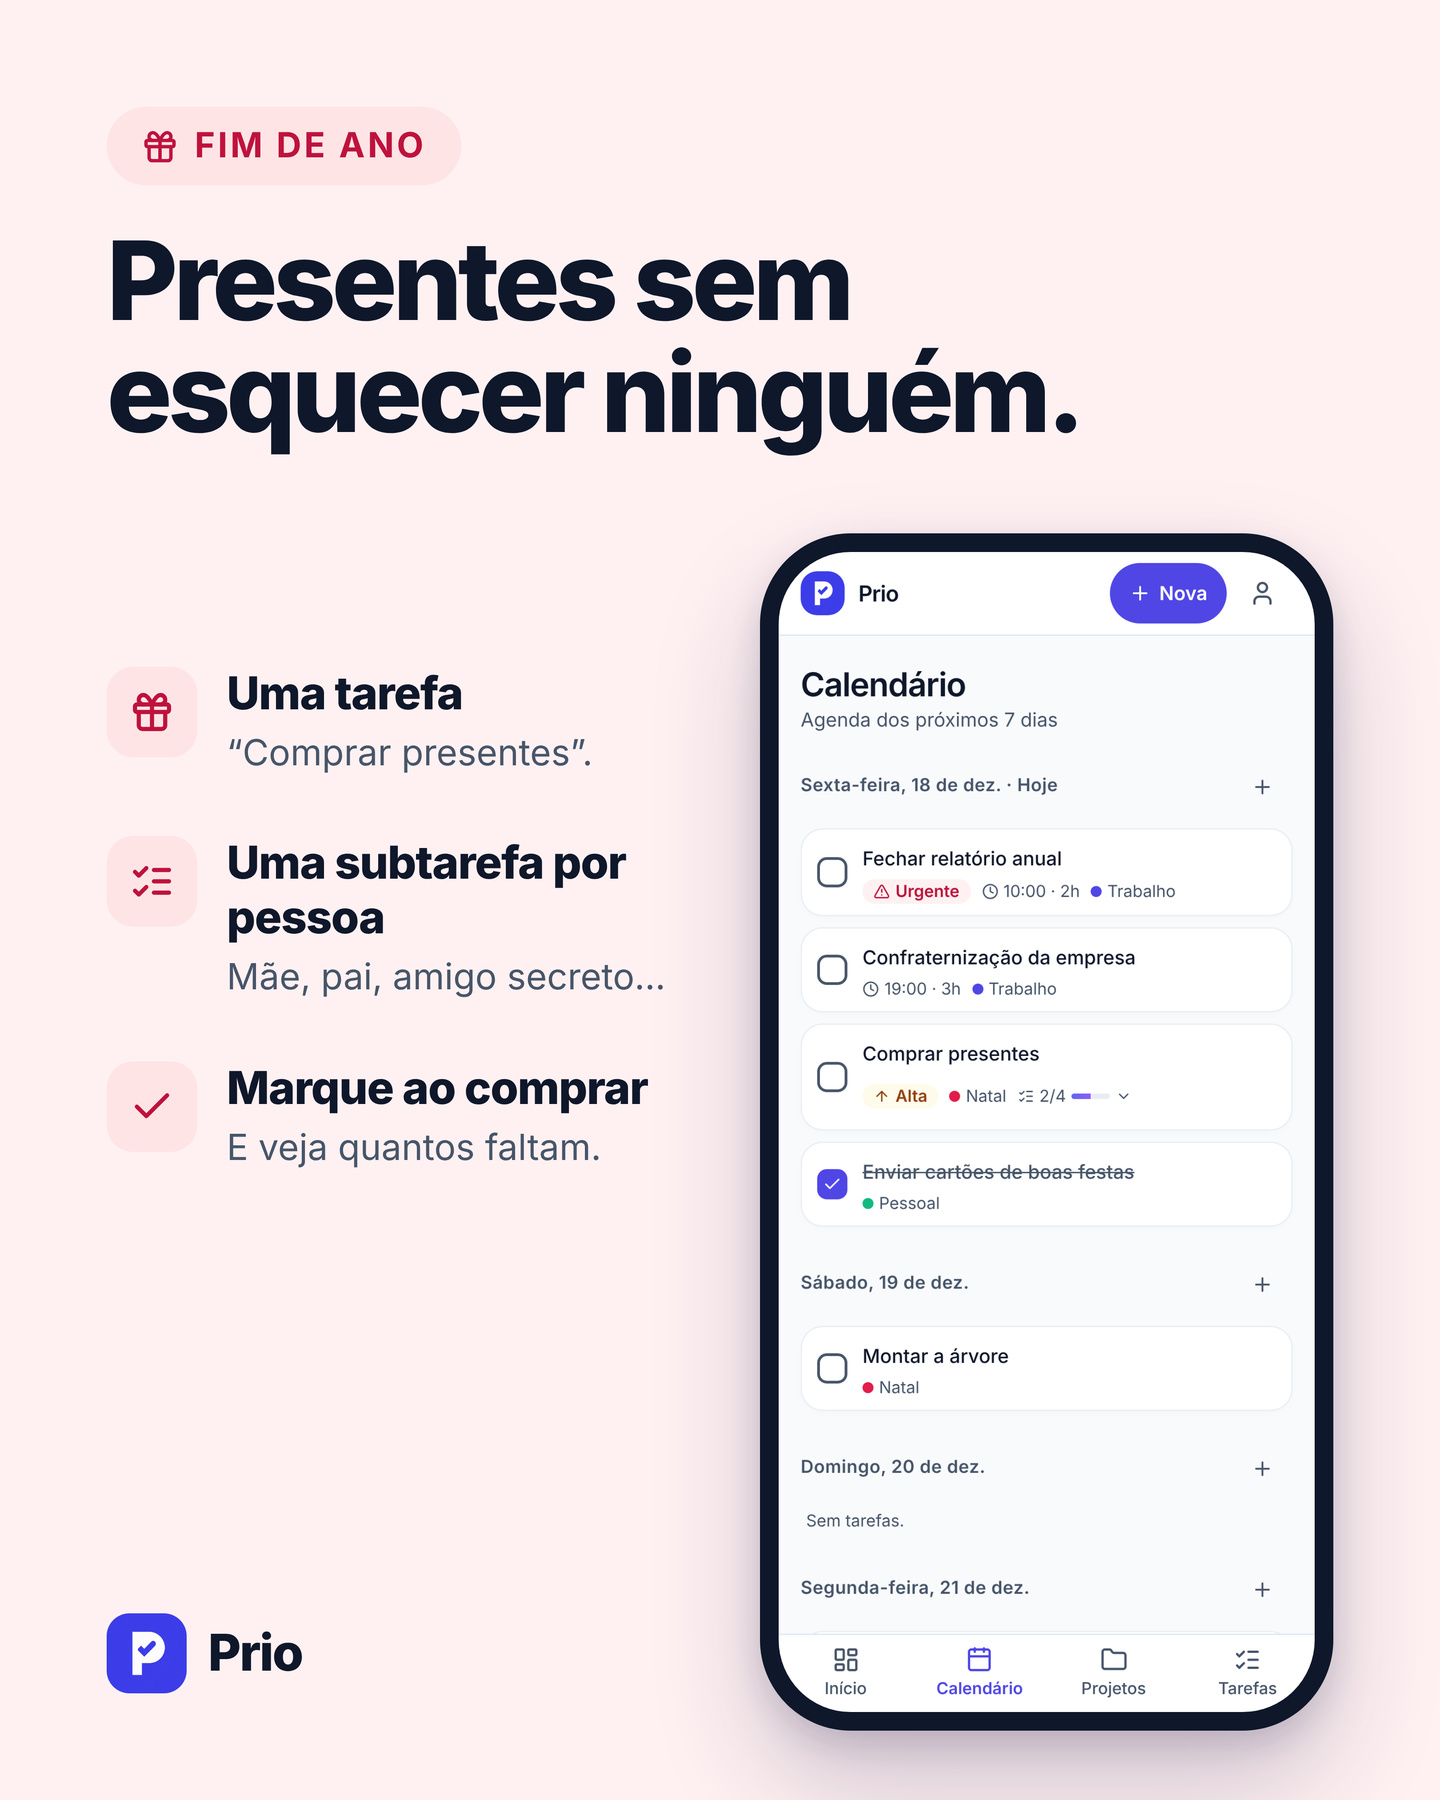 FIM DE ANO
Presentes sem
esquecer ninguém.
Uma tarefa
“Comprar presentes”.
Uma subtarefa por
pessoa
Mãe, pai, amigo secreto...
Marque ao comprar
E veja quantos faltam.
Prio
Prio
+ Nova
Calendário
Agenda dos próximos 7 dias
Sexta-feira, 18 de dez. · Hoje
Fechar relatório anual
Urgente 10:00 · 2h Trabalho
Confraternização da empresa
19:00 · 3h Trabalho
Comprar presentes
Alta Natal 2/4
Enviar cartões de boas festas
Pessoal
Sábado, 19 de dez.
Montar a árvore
Natal
Domingo, 20 de dez.
Sem tarefas.
Segunda-feira, 21 de dez.
Início Calendário Projetos Tarefas